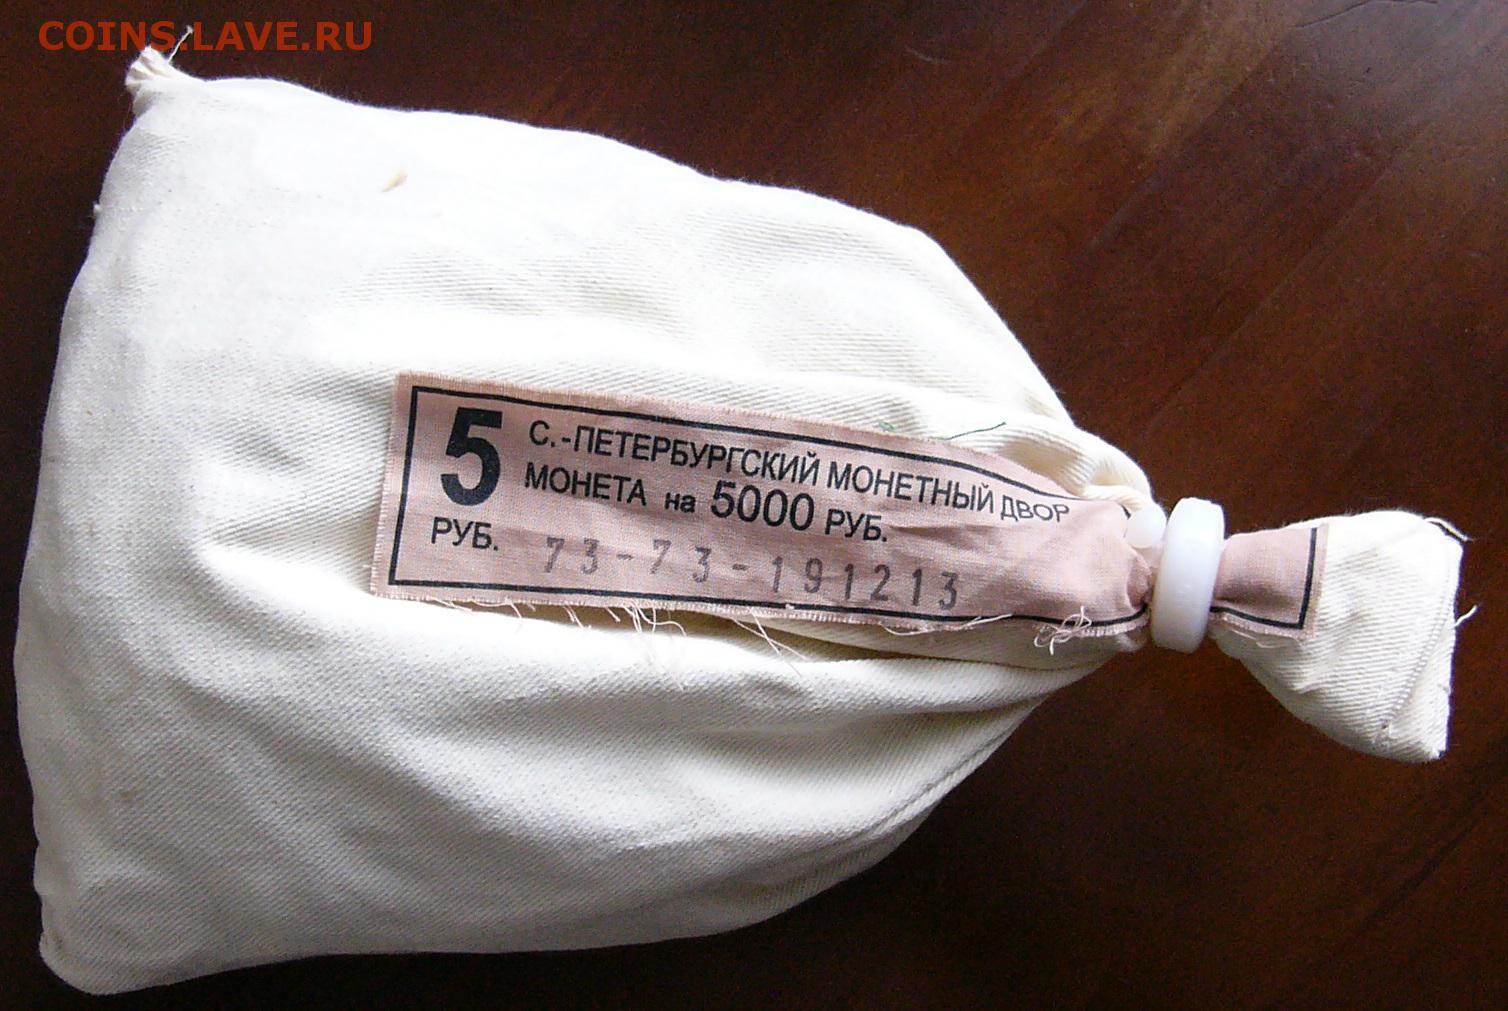 COINS.LAVE.RU
5 С.-ПЕТЕРБУРГСКИЙ МОНЕТНЫЙ ДВОР
МОНЕТА на 5000 РУБ.
РУБ. 73-73-191213